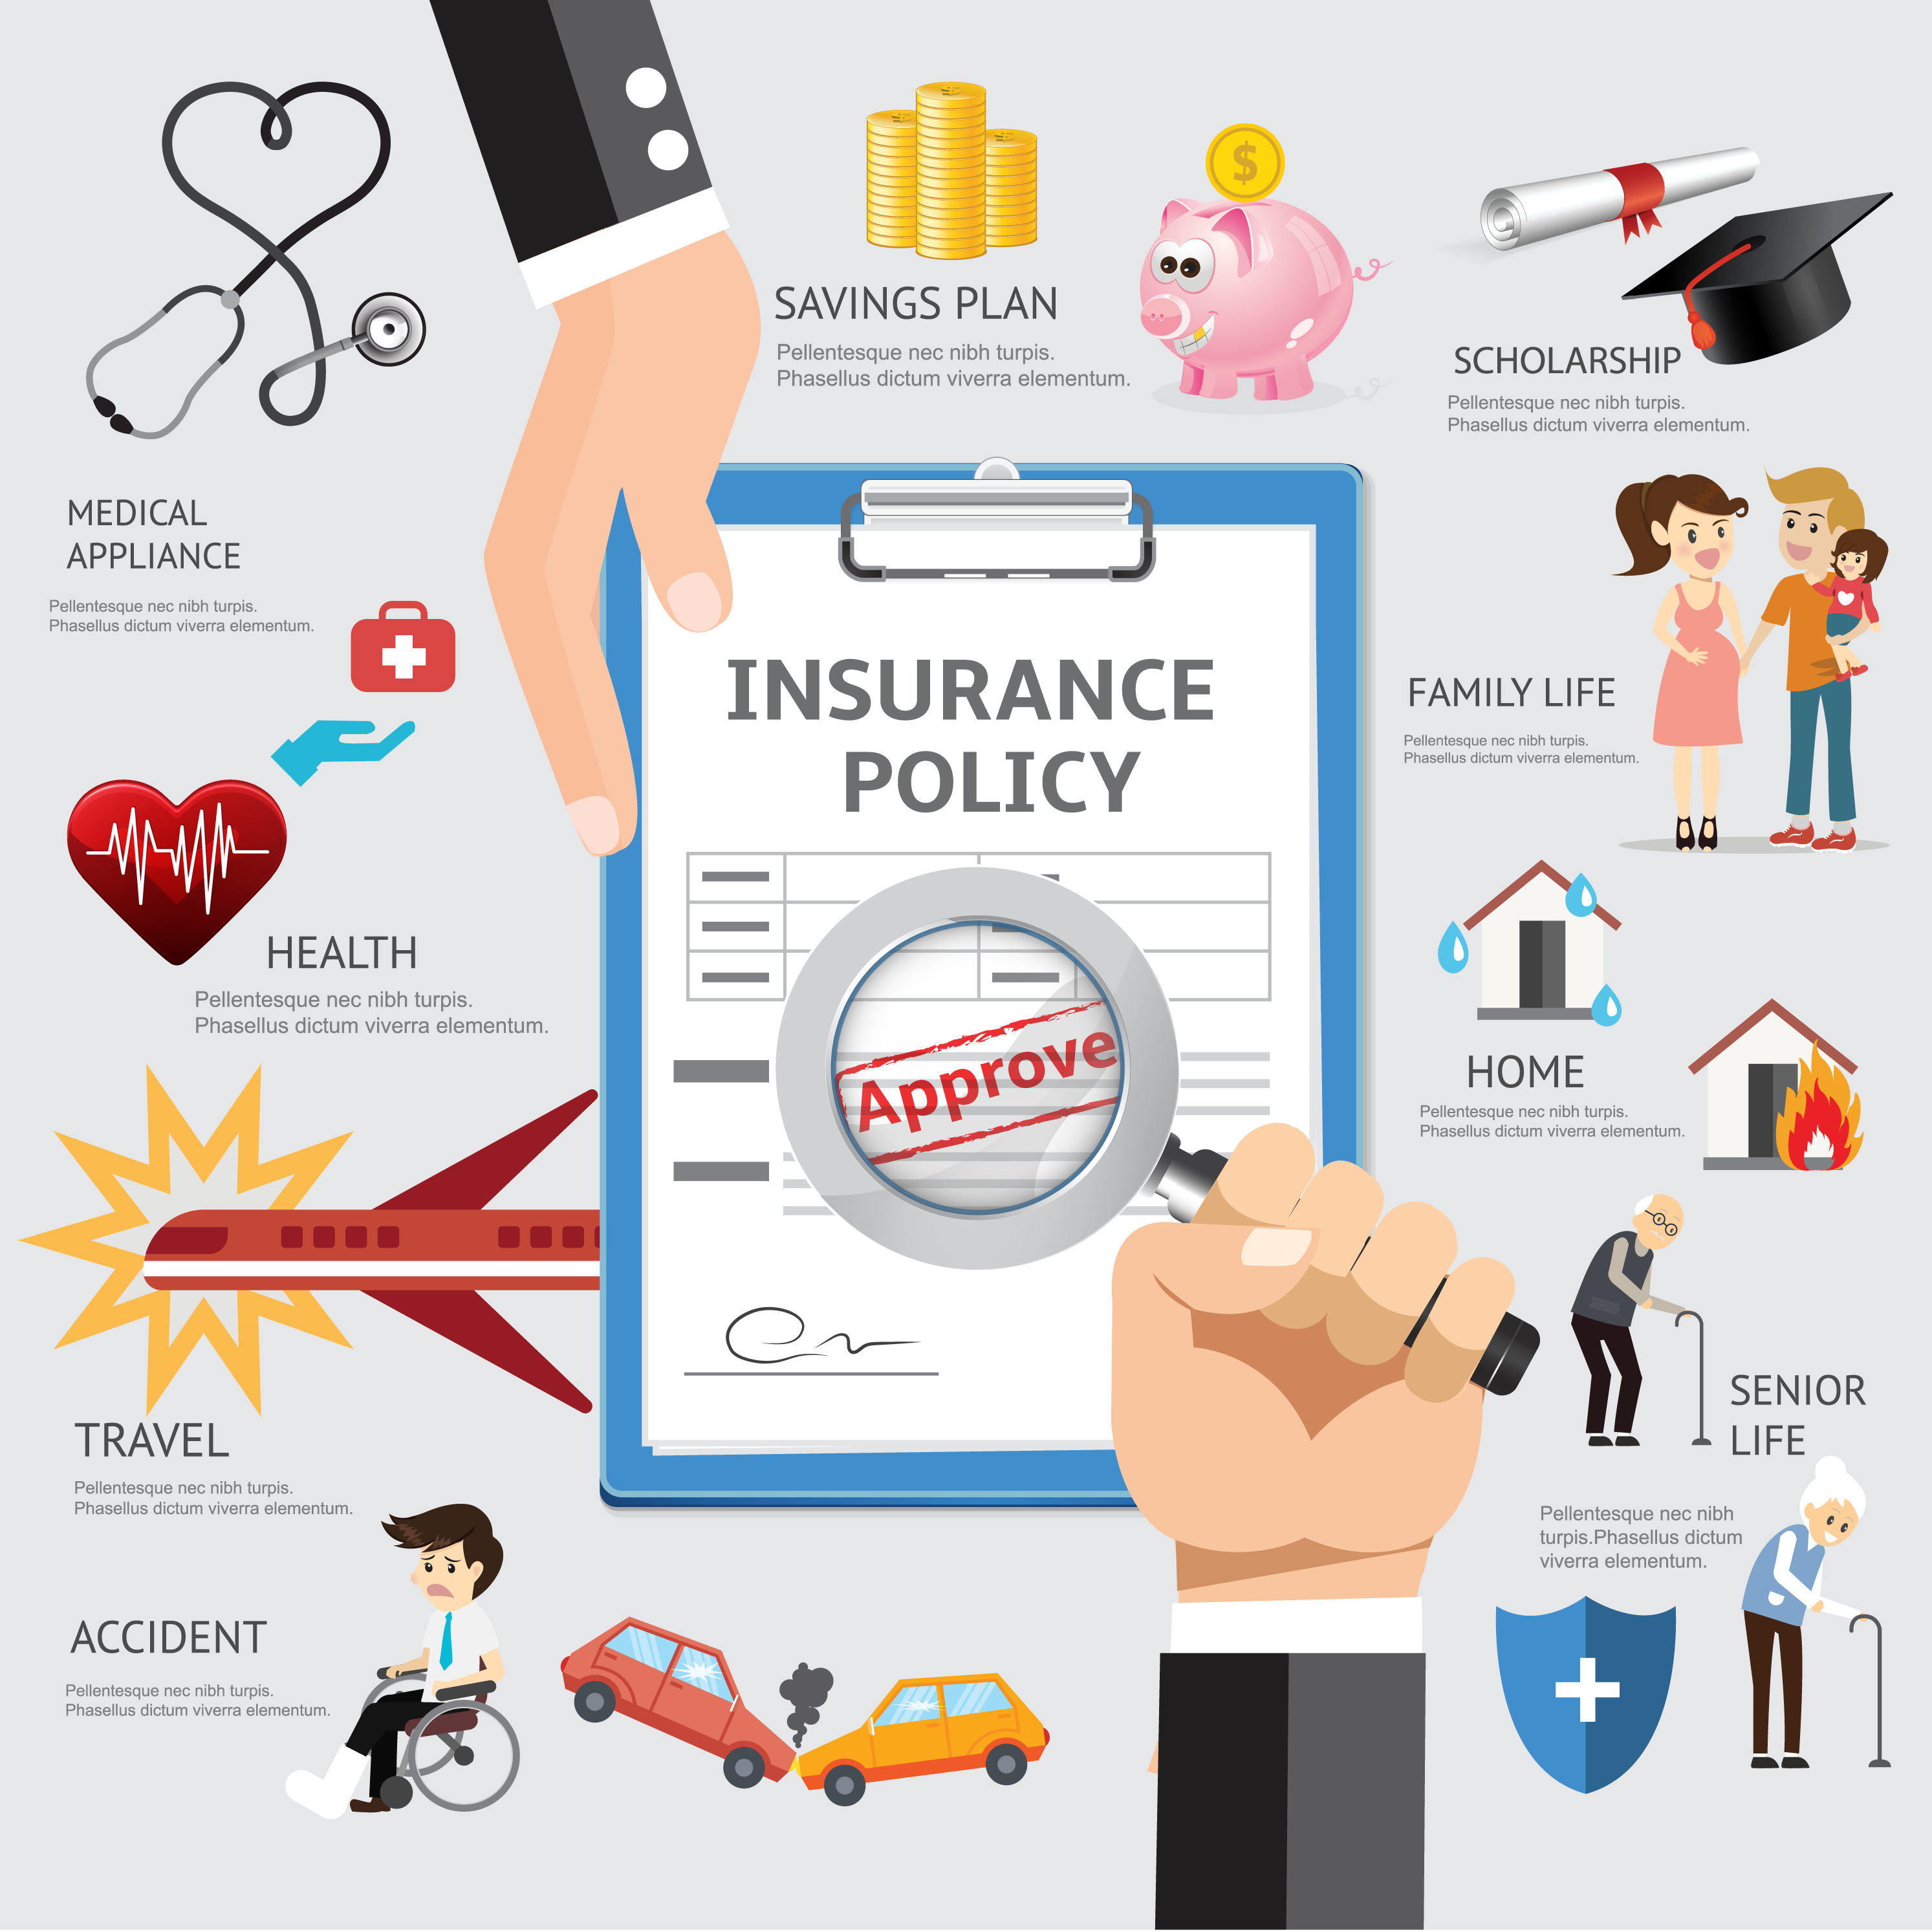 SAVINGS PLAN
Pellentesque nec nibh turpis.
Phasellus dictum viverra elementum.
$
SCHOLARSHIP
Pellentesque nec nibh turpis.
Phasellus dictum viverra elementum.
MEDICAL
APPLIANCE
Pellentesque nec nibh turpis.
Phasellus dictum viverra elementum.
INSURANCE
POLICY
Approve
FAMILY LIFE
Pellentesque nec nibh turpis.
Phasellus dictum viverra elementum.
HEALTH
Pellentesque nec nibh turpis.
Phasellus dictum viverra elementum.
HOME
Pellentesque nec nibh turpis.
Phasellus dictum viverra elementum.
TRAVEL
Pellentesque nec nibh turpis.
Phasellus dictum viverra elementum.
SENIOR
LIFE
Pellentesque nec nibh
turpis.Phasellus dictum
viverra elementum.
ACCIDENT
Pellentesque nec nibh turpis.
Phasellus dictum viverra elementum.